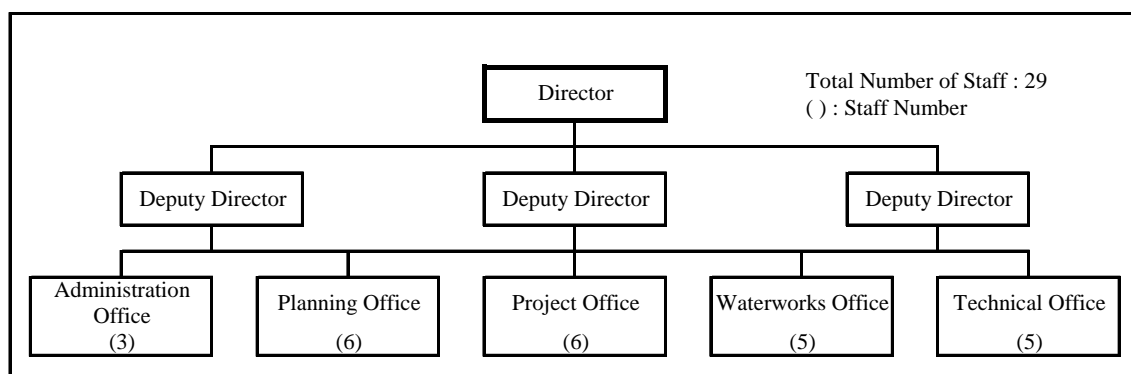 Director
Total Number of Staff : 29
( ) : Staff Number
Deputy Director
Deputy Director
Deputy Director
Administration
Office
(3)
Planning Office
(6)
Project Office
(6)
Waterworks Office
(5)
Technical Office
(5)